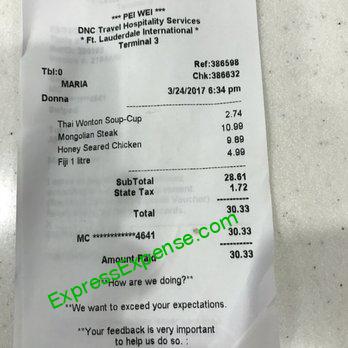 *** PEI WEI ***
DNC Travel Hospitality Services
* Ft. Lauderdale International *
Terminal 3
Ref:386598
Tbl:0 Chk:386632
MARIA
3/24/2017 6:34 pm
Donna
Thai Wonton Soup-Cup 2.74
Mongolian Steak 10.99
Honey Seared Chicken 9.89
Fiji 1 litre 4.99
SubTotal 28.61
State Tax 1.72
Total 30.33
MC ************4641 30.33
Amount Paid 30.33
ExpressExpense.com
**How are we doing?**
**We want to exceed your expectations.
**Your feedback is very important
to help us do so. :